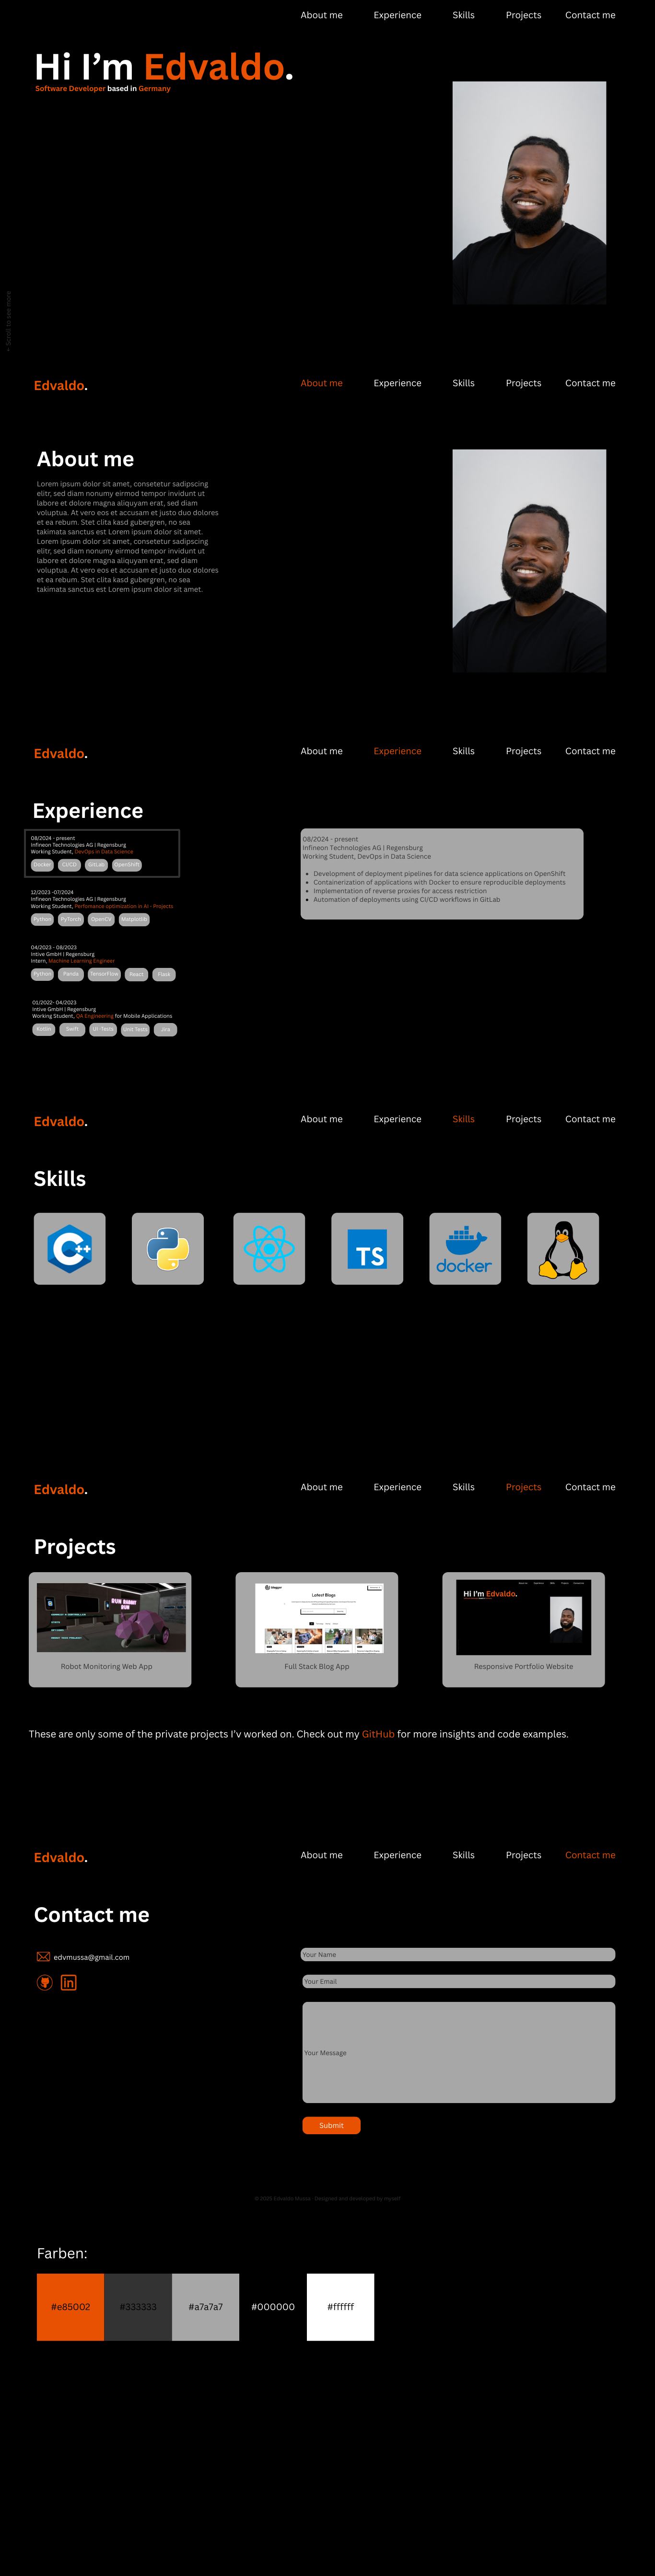 About me Experience Skills Projects Contact me
Hi I'm Edvaldo.
Software Developer based in Germany
Scroll to see more
Edvaldo.
About me Experience Skills Projects Contact me
About me
Lorem ipsum dolor sit amet, consetetur sadipscing
elitr, sed diam nonumy eirmod tempor invidunt ut
labore et dolore magna aliquyam erat, sed diam
voluptua. At vero eos et accusam et justo duo dolores
et ea rebum. Stet clita kasd gubergren, no sea
takimata sanctus est Lorem ipsum dolor sit amet.
Lorem ipsum dolor sit amet, consetetur sadipscing
elitr, sed diam nonumy eirmod tempor invidunt ut
labore et dolore magna aliquyam erat, sed diam
voluptua. At vero eos et accusam et justo duo dolores
et ea rebum. Stet clita kasd gubergren, no sea
takimata sanctus est Lorem ipsum dolor sit amet.
Edvaldo.
About me Experience Skills Projects Contact me
Experience
08/2024 - present
Infineon Technologies AG | Regensburg
Working Student, DevOps in Data Science
Docker CI/CD GitLab OpenShift
12/2023 -07/2024
Infineon Technologies AG | Regensburg
Working Student, Perfomance optimization in AI - Projects
Python PyTorch OpenCV Matplotlib
04/2023 - 08/2023
Intive GmbH | Regensburg
Intern, Machine Learning Engineer
Python Panda TensorFlow React Flask
01/2022- 04/2023
Intive GmbH | Regensburg
Working Student, QA Engineering for Mobile Applications
Kotlin Swift UI -Tests Unit Tests Jira
08/2024 - present
Infineon Technologies AG | Regensburg
Working Student, DevOps in Data Science
• Development of deployment pipelines for data science applications on OpenShift
• Containerization of applications with Docker to ensure reproducible deployments
• Implementation of reverse proxies for access restriction
• Automation of deployments using CI/CD workflows in GitLab
Edvaldo.
About me Experience Skills Projects Contact me
Skills
C++
TS
docker
Edvaldo.
About me Experience Skills Projects Contact me
Projects
Latest Blogs
Hi I'm Edvaldo.
Robot Monitoring Web App
Full Stack Blog App
Responsive Portfolio Website
These are only some of the private projects I'v worked on. Check out my GitHub for more insights and code examples.
Edvaldo.
About me Experience Skills Projects Contact me
Contact me
edvmussa@gmail.com
in
Your Name
Your Email
Your Message
Submit
© 2025 Edvaldo Mussa . Designed and developed by myself
Farben:
#e85002 #333333 #a7a7a7 #000000 #ffffff